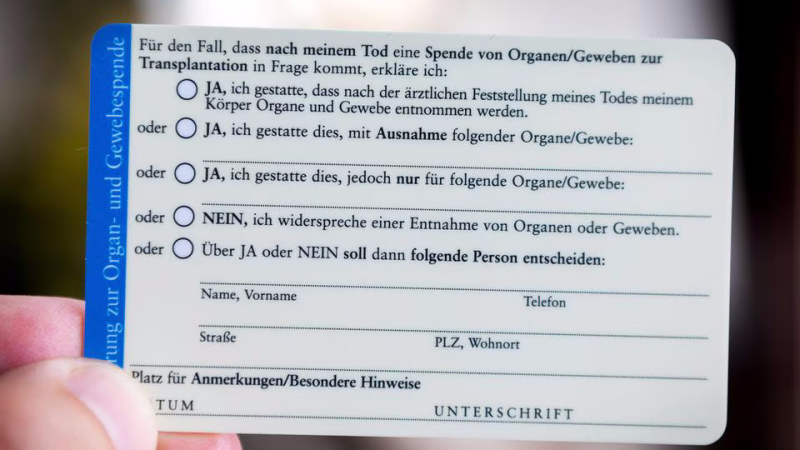 Für den Fall, dass nach meinem Tod eine Spende von Organen/Geweben zur
Transplantation in Frage kommt, erkläre ich:
JA, ich gestatte, dass nach der ärztlichen Feststellung meines Todes meinem
Körper Organe und Gewebe entnommen werden.
oder JA, ich gestatte dies, mit Ausnahme folgender Organe/Gewebe:
oder JA, ich gestatte dies, jedoch nur für folgende Organe/Gewebe:
oder NEIN, ich widerspreche einer Entnahme von Organen oder Geweben.
oder Über JA oder NEIN soll dann folgende Person entscheiden:
Name, Vorname Telefon
Straße PLZ, Wohnort
Platz für Anmerkungen/Besondere Hinweise
TUM UNTERSCHRIFT
rung zur Organ- und Gewebespende